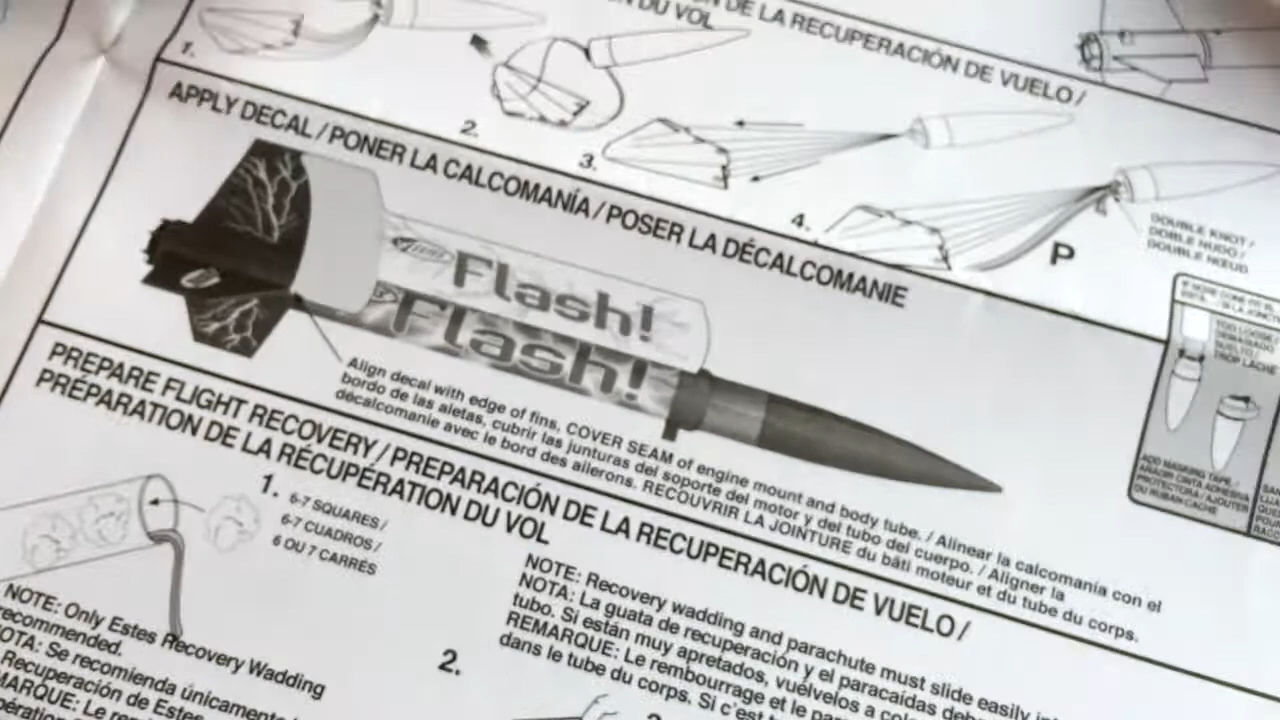 DE LA RECUPERACIÓN DE VUELO /
N DU VOL
1.
2.
3.
4.
P
DOUBLE KNOT /
DOBLE NUDO /
DOUBLE NŒUD
APPLY DECAL / PONER LA CALCOMANÍA / POSER LA DÉCALCOMANIE
Flash!
Flash!
TOO LOOSE /
DEMASIADO
SUELTO /
TROP LÂCHE
ADD MASKING TAPE /
AÑADIR CINTA ADHESIVA
PROTECTORA / AJOUTER
DU RUBAN-CACHE
Align decal with edge of fins, COVER SEAM of engine mount and body tube. / Alinear la calcomanía con el
bordo de las aletas, cubrir las junturas del soporte del motor y del tubo del cuerpo. / Aligner la
décalcomanie avec le bord des ailerons. RECOUVRIR LA JOINTURE du bâti moteur et du tube du corps.
PREPARE FLIGHT RECOVERY / PREPARACIÓN DE LA RECUPERACIÓN DE VUELO /
PRÉPARATION DE LA RÉCUPÉRATION DU VOL
1.
6-7 SQUARES /
6-7 CUADROS /
6 OU 7 CARRÉS
NOTE: Only Estes Recovery Wadding
recommended.
OTA: Se recomienda únicamente
Recuperación de Estes
MARQUE: Le
2.
NOTE: Recovery wadding and parachute must slide easily
NOTA: La guata de recuperación y el paracaídas
tubo. Si están muy apretados, vuélvelos a
REMARQUE: Le rembourrage et le
dans le tube du corps. Si c'est